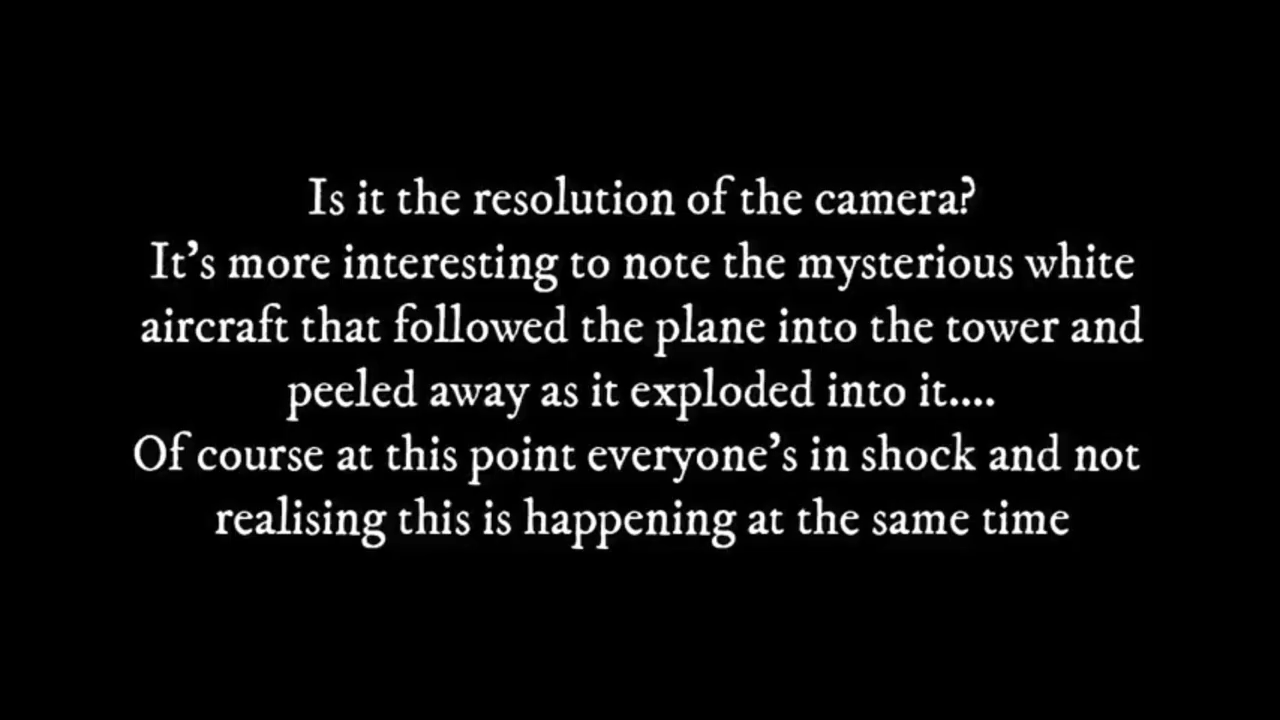 Is it the resolution of the camera?
It’s more interesting to note the mysterious white
aircraft that followed the plane into the tower and
peeled away as it exploded into it....
Of course at this point everyone’s in shock and not
realising this is happening at the same time